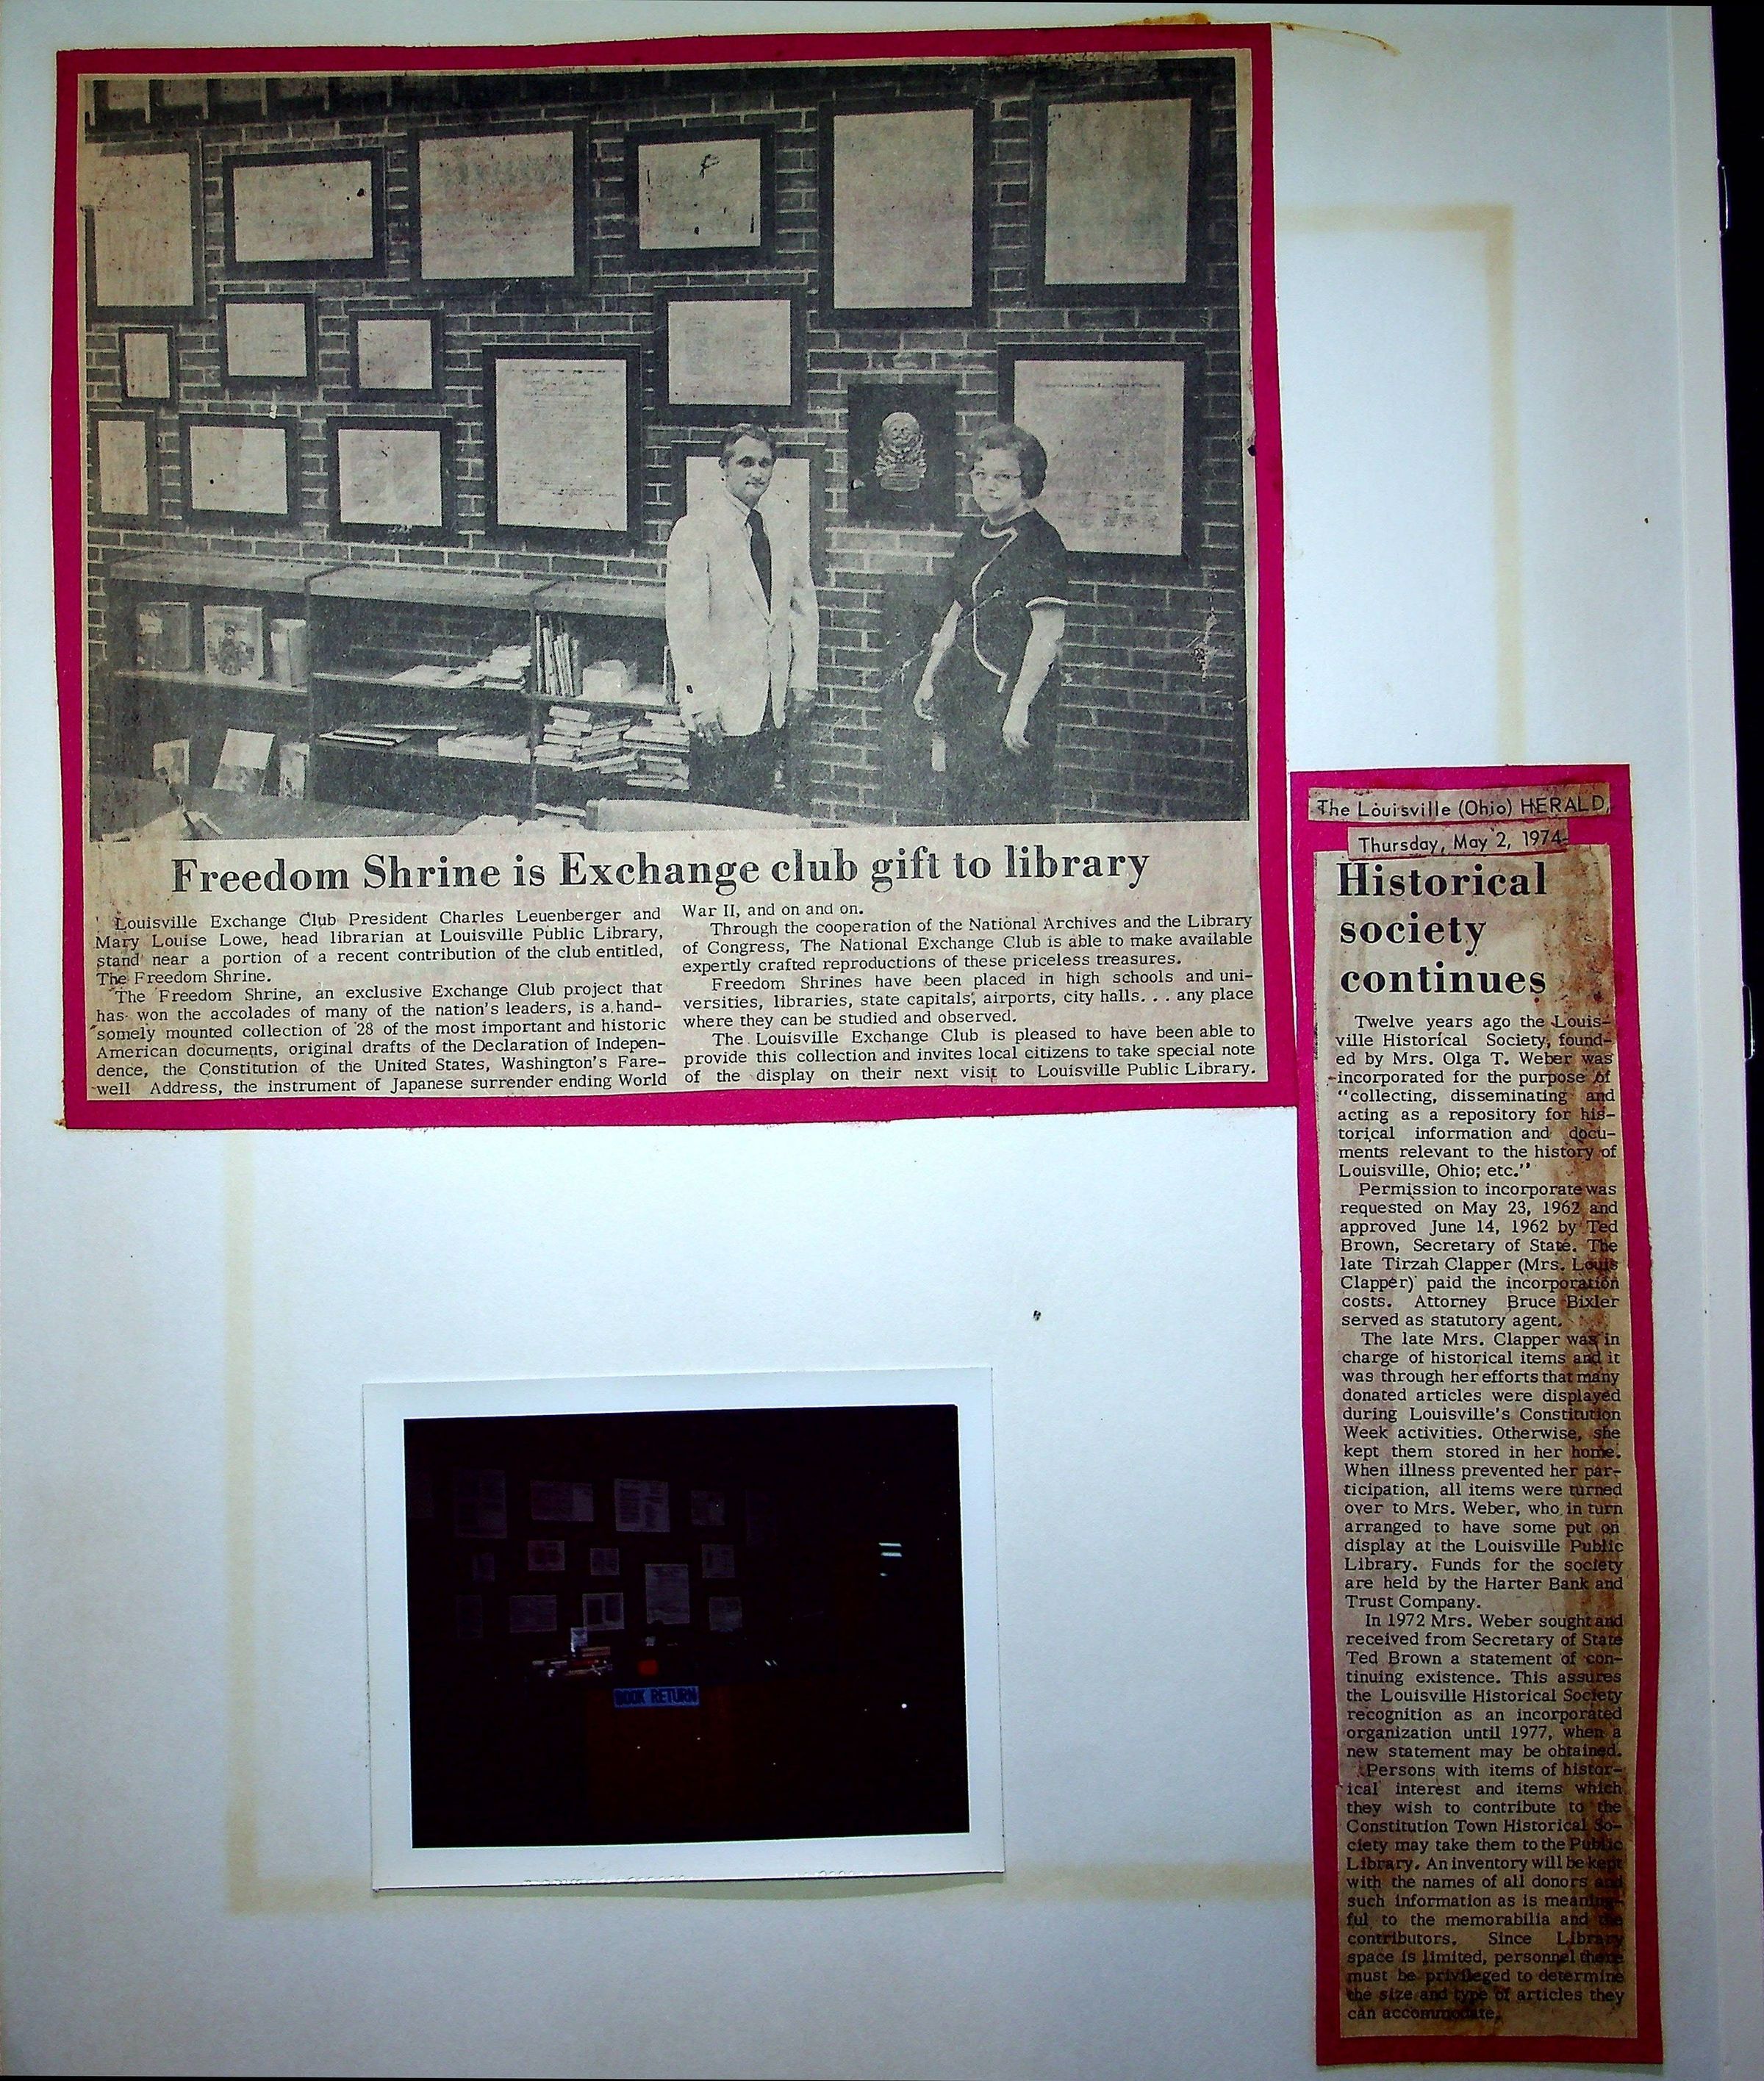 Freedom Shrine is Exchange club gift to library
Louisville Exchange Club President Charles Leuenberger and
Mary Louise Lowe, head librarian at Louisville Public Library,
stand near a portion of a recent contribution of the club entitled,
The Freedom Shrine.
The Freedom Shrine, an exclusive Exchange Club project that
has won the accolades of many of the nation's leaders, is a hand-
somely mounted collection of 28 of the most important and historic
American documents, original drafts of the Declaration of Indepen-
dence, the Constitution of the United States, Washington's Fare-
well Address, the instrument of Japanese surrender ending World
War II, and on and on.
Through the cooperation of the National Archives and the Library
of Congress, The National Exchange Club is able to make available
expertly crafted reproductions of these priceless treasures.
Freedom Shrines have been placed in high schools and uni-
versities, libraries, state capitals, airports, city halls. . . any place
where they can be studied and observed.
The Louisville Exchange Club is pleased to have been able to
provide this collection and invites local citizens to take special note
of the display on their next visit to Louisville Public Library.
The Louisville (Ohio) HERALD,
Thursday, May 2, 1974
Historical
society
continues
Twelve years ago the Louis-
ville Historical Society, found-
ed by Mrs. Olga T. Weber was
incorporated for the purpose of
"collecting, disseminating and
acting as a repository for his-
torical information and docu-
ments relevant to the history of
Louisville, Ohio; etc."
Permission to incorporate was
requested on May 23, 1962 and
approved June 14, 1962 by Ted
Brown, Secretary of State. The
late Tirzah Clapper (Mrs. Louis
Clapper) paid the incorporation
costs. Attorney Bruce Bixler
served as statutory agent.
The late Mrs. Clapper was in
charge of historical items and it
was through her efforts that many
donated articles were displayed
during Louisville's Constitution
Week activities. Otherwise, she
kept them stored in her home.
When illness prevented her par-
ticipation, all items were turned
over to Mrs. Weber, who in turn
arranged to have some put on
display at the Louisville Public
Library. Funds for the society
are held by the Harter Bank and
Trust Company.
In 1972 Mrs. Weber sought and
received from Secretary of State
Ted Brown a statement of con-
tinuing existence. This assures
the Louisville Historical Society
recognition as an incorporated
organization until 1977, when a
new statement may be obtained.
Persons with items of histor-
ical interest and items which
they wish to contribute to the
Constitution Town Historical So-
ciety may take them to the Public
Library. An inventory will be kept
with the names of all donors and
such information as is meaning-
ful to the memorabilia and the
contributors. Since Library
space is limited, personnel there
must be privileged to determine
the size and type of articles they
can accommodate.
BOOK RETURN